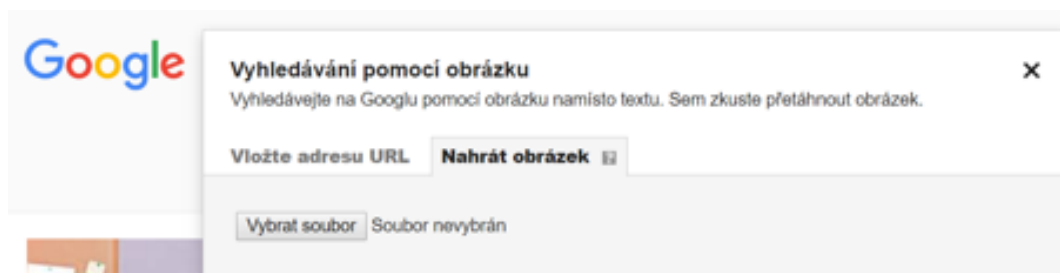 Google
Vyhledávání pomocí obrázku
Vyhledávejte na Googlu pomocí obrázku namísto textu. Sem zkuste přetáhnout obrázek.
Vložte adresu URL Nahrát obrázek
Vybrat soubor Soubor nevybrán